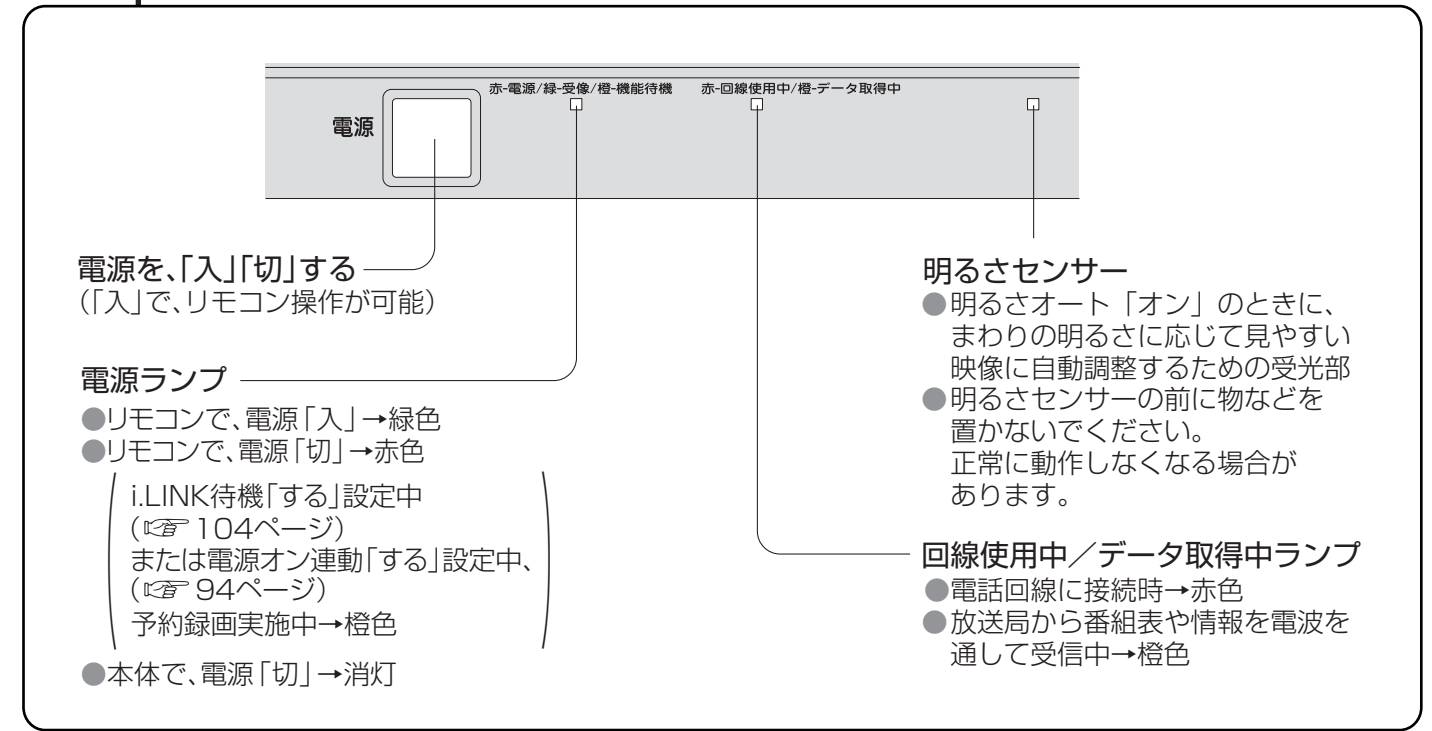 赤-電源/緑-受像/橙-機能待機
赤-回線使用中/橙-データ取得中
電源
電源を、「入」「切」する
(「入」で、リモコン操作が可能)
電源ランプ
●リモコンで、電源「入」→緑色
●リモコンで、電源「切」→赤色
i.LINK待機「する」設定中
(☞104ページ)
または電源オン連動「する」設定中、
(☞94ページ)
予約録画実施中→橙色
●本体で、電源「切」→消灯
明るさセンサー
●明るさオート「オン」のときに、
まわりの明るさに応じて見やすい
映像に自動調整するための受光部
●明るさセンサーの前に物などを
置かないでください。
正常に動作しなくなる場合が
あります。
回線使用中／データ取得中ランプ
●電話回線に接続時→赤色
●放送局から番組表や情報を電波を
通して受信中→橙色